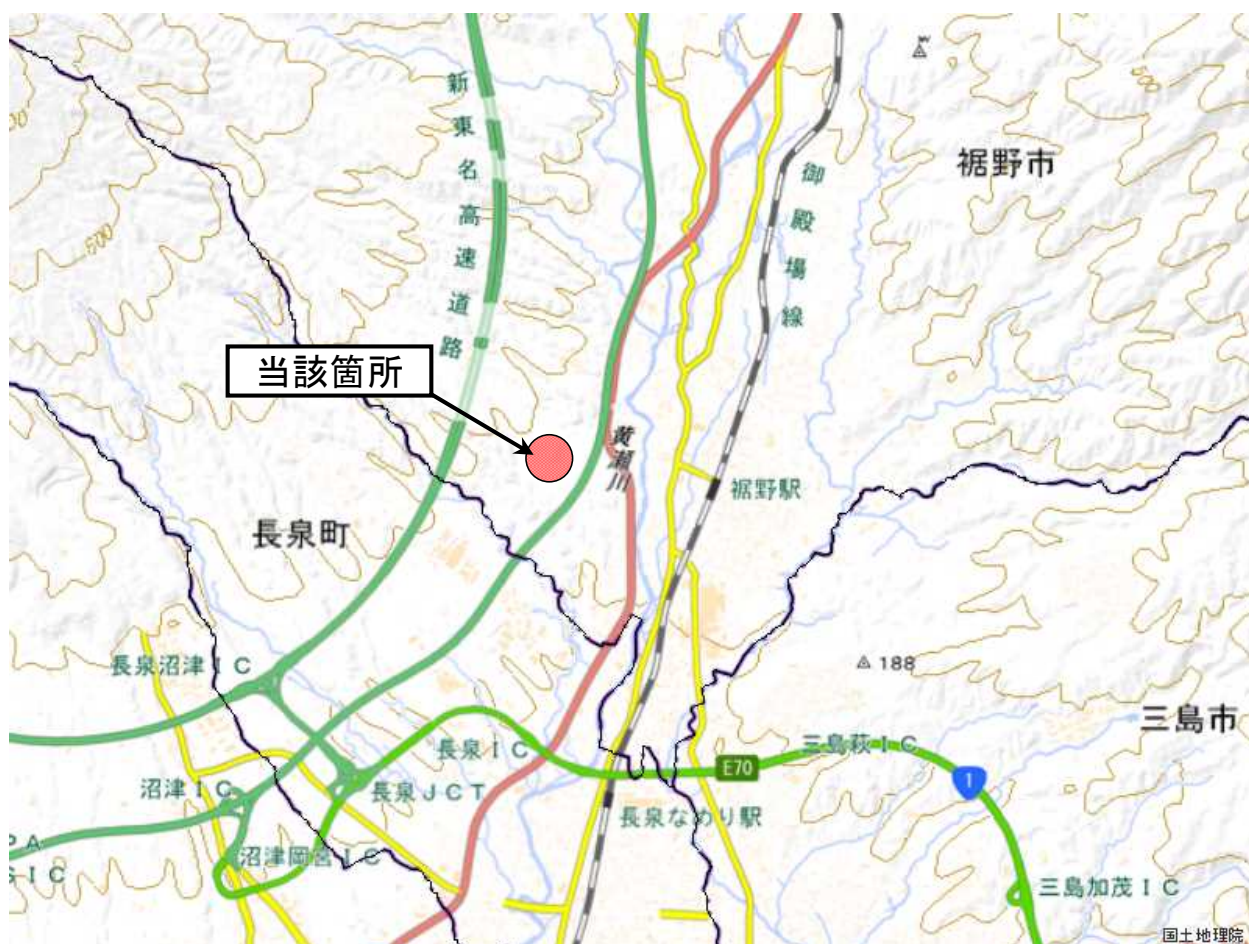 新東名高速道路
裾野市
御殿場線
当該箇所
黄瀬川
裾野駅
長泉町
長泉沼津IC
188
三島市
長泉IC
三島萩IC
E70
1
沼津IC
長泉JCT
長泉なめり駅
PA
沼津岡宮IC
GIC
三島加茂IC
国土地理院